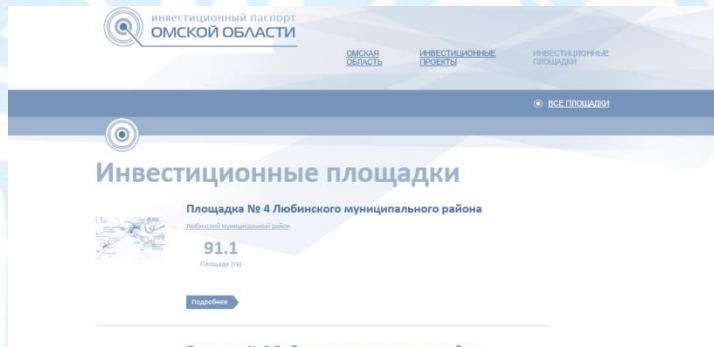 инвестиционный паспорт
ОМСКОЙ ОБЛАСТИ
ОМСКАЯ ОБЛАСТЬ
ИНВЕСТИЦИОННЫЕ ПРОЕКТЫ
ИНВЕСТИЦИОННЫЕ ПЛОЩАДКИ
ВСЕ ПЛОЩАДКИ
Инвестиционные площадки
Площадка № 4 Любинского муниципального района
Любинский муниципальный район
91.1
Площадь (га)
Подробнее